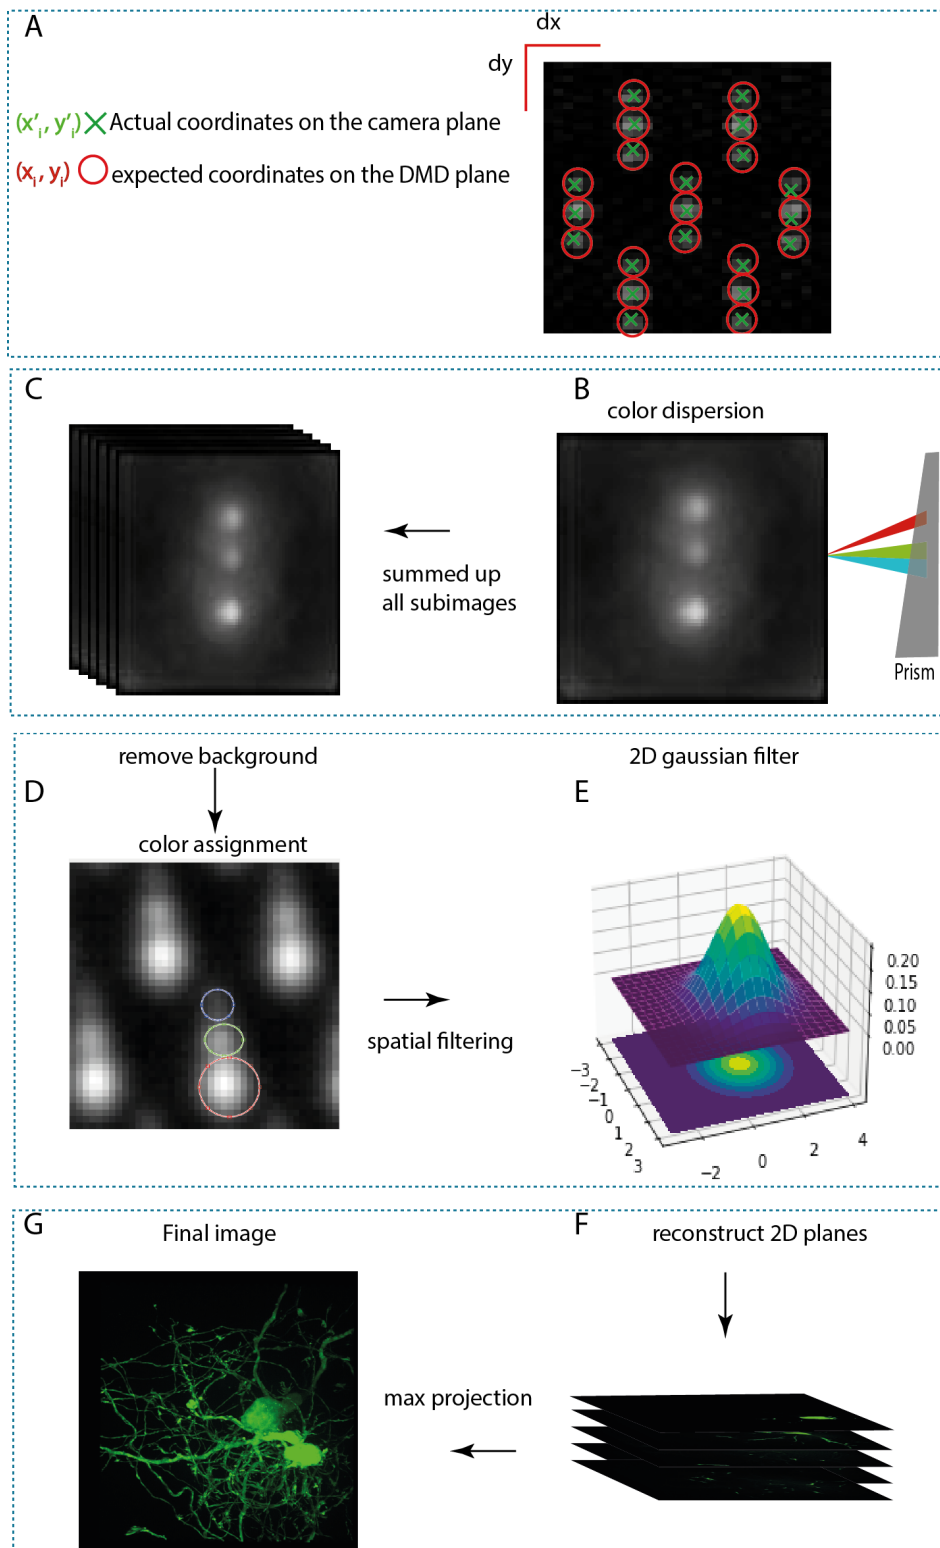 A
dx
dy
(x'i, y'i) Actual coordinates on the camera plane
(xi, yi) expected coordinates on the DMD plane
C
B
color dispersion
summed up
all subimages
Prism
remove background
2D gaussian filter
D
E
color assignment
spatial filtering
0.20
0.15
0.10
0.05
0.00
−3
−2
−1
0
1
2
3
−2
0
2
4
G
Final image
F
reconstruct 2D planes
max projection